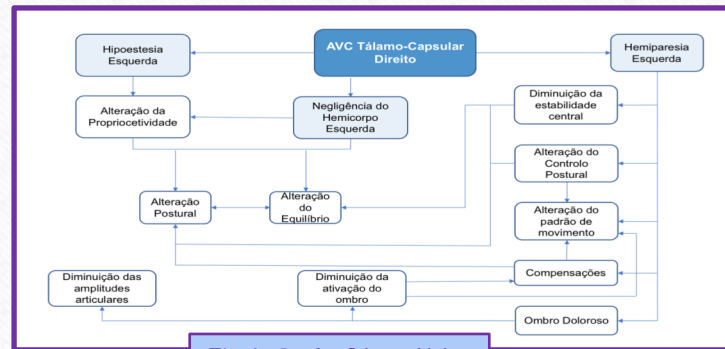 Hipoestesia
Esquerda
AVC Tálamo-Capsular
Direito
Hemiparesia
Esquerda
Alteração da
Propriocetividade
Negligência do
Hemicorpo
Esquerda
Diminuição da
estabilidade
central
Alteração do
Controlo
Postural
Alteração
Postural
Alteração
do
Equilíbrio
Alteração do
padrão de
movimento
Diminuição das
amplitudes
articulares
Diminuição da
ativação do
ombro
Compensações
Ombro Doloroso